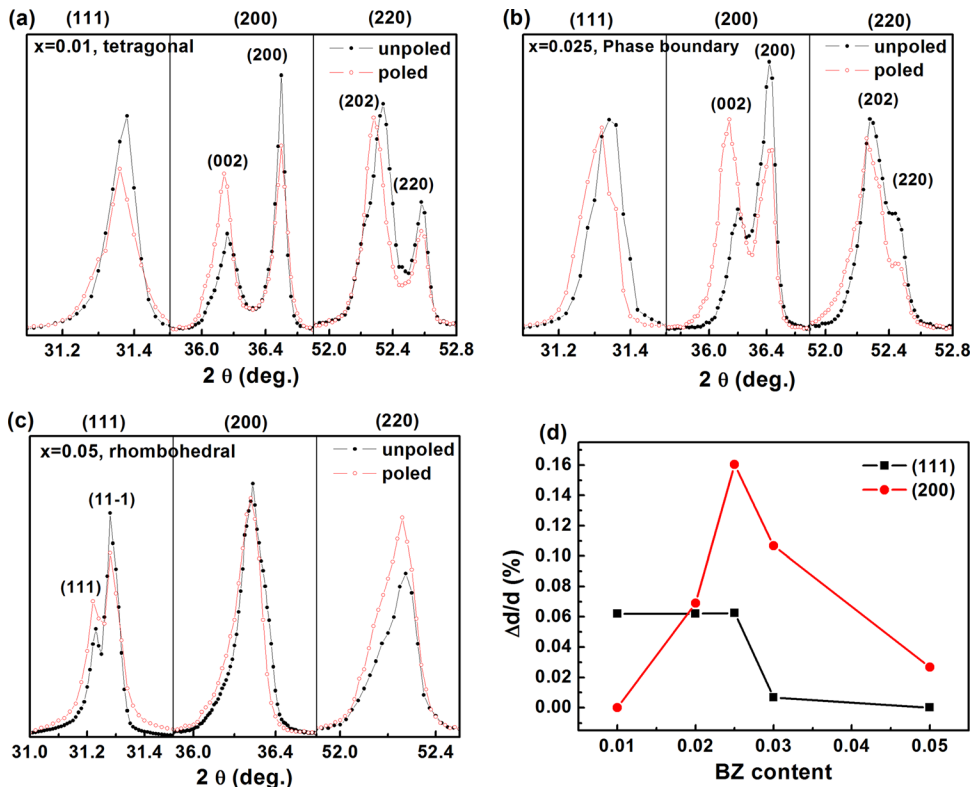 (a)
(111) (200) (220)
x=0.01, tetragonal
unpoled
poled
(200)
(202)
(002)
(220)
31.2 31.4 36.0 36.4 52.0 52.4 52.8
2 θ (deg.)
(b)
(111) (200) (220)
x=0.025, Phase boundary
unpoled
poled
(200)
(002)
(202)
(220)
31.2 31.4 36.0 36.4 52.0 52.4 52.8
2 θ (deg.)
(c)
(111) (200) (220)
x=0.05, rhombohedral
unpoled
poled
(11-1)
(111)
31.0 31.2 31.4 36.0 36.4 52.0 52.4
2 θ (deg.)
(d)
(111)
(200)
0.16
0.14
0.12
0.10
0.08
0.06
0.04
0.02
0.00
Δd/d (%)
0.01 0.02 0.03 0.04 0.05
BZ content